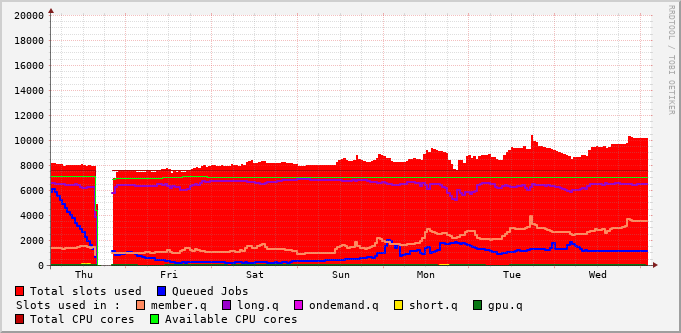 20000
18000
16000
14000
12000
10000
8000
6000
4000
2000
0
Thu Fri Sat Sun Mon Tue Wed
Total slots used Queued Jobs
Slots used in : member.q long.q ondemand.q short.q gpu.q
Total CPU cores Available CPU cores
RRDTOOL / TOBI OETIKER